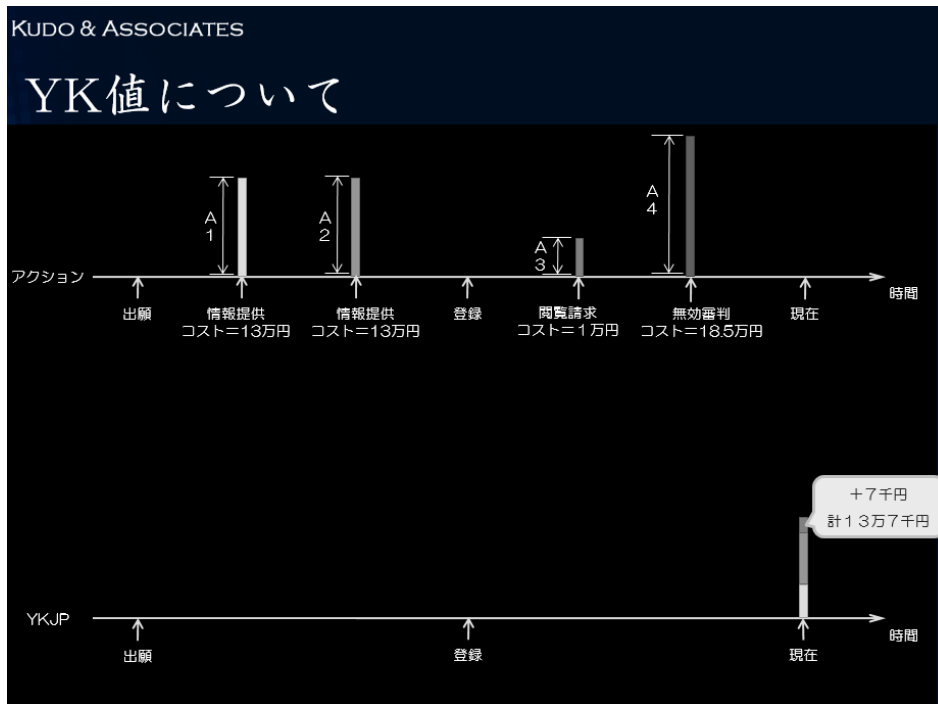 KUDO & ASSOCIATES
YK値について
A
1
A
2
A
3
A
4
アクション
時間
出願
情報提供
コスト=13万円
情報提供
コスト=13万円
登録
閲覧請求
コスト=1万円
無効審判
コスト=18.5万円
現在
+7千円
計13万7千円
YKJP
時間
出願
登録
現在